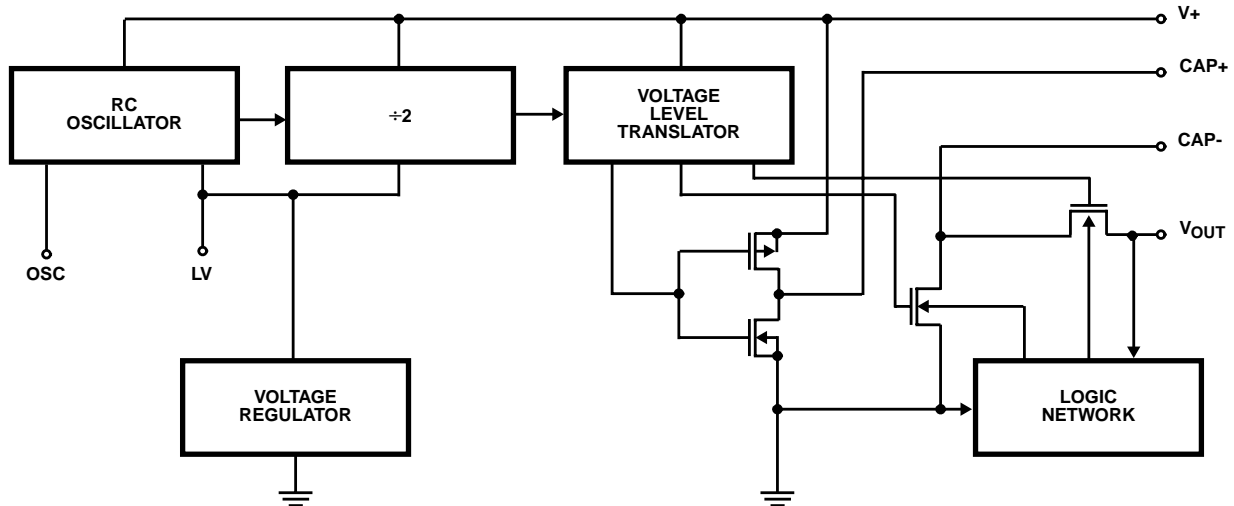 V+
CAP+
RC
OSCILLATOR
÷2
VOLTAGE
LEVEL
TRANSLATOR
CAP-
VOUT
OSC
LV
VOLTAGE
REGULATOR
LOGIC
NETWORK